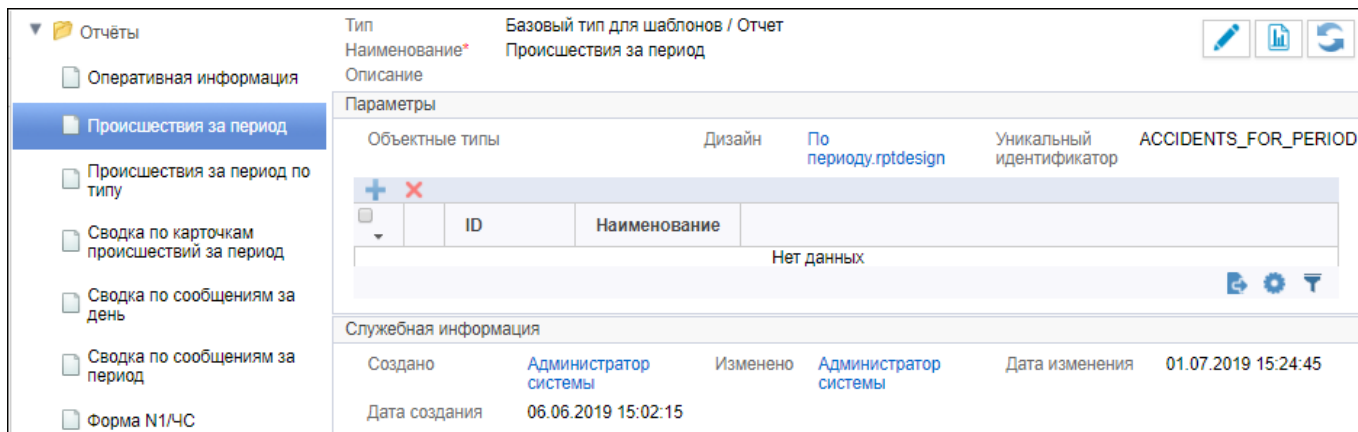 Отчёты
Оперативная информация
Происшествия за период
Происшествия за период по
типу
Сводка по карточкам
происшествий за период
Сводка по сообщениям за
день
Сводка по сообщениям за
период
Форма N1/ЧС
Тип Базовый тип для шаблонов / Отчет
Наименование* Происшествия за период
Описание
Параметры
Объектные типы Дизайн По
периоду.rptdesign Уникальный
идентификатор ACCIDENTS_FOR_PERIOD
ID Наименование
Нет данных
Служебная информация
Создано Администратор
системы Изменено Администратор
системы Дата изменения 01.07.2019 15:24:45
Дата создания 06.06.2019 15:02:15